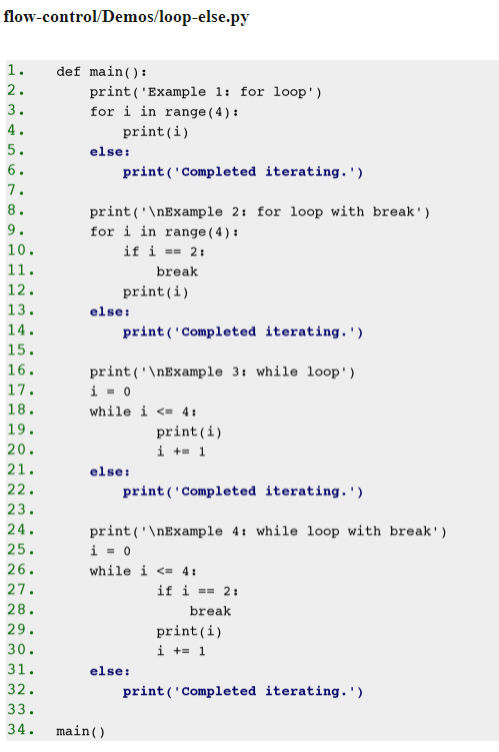 flow-control/Demos/loop-else.py
1. def main():
2.     print('Example 1: for loop')
3.     for i in range(4):
4.         print(i)
5.     else:
6.         print('Completed iterating.')
7.
8.     print('\nExample 2: for loop with break')
9.     for i in range(4):
10.         if i == 2:
11.             break
12.         print(i)
13.     else:
14.         print('Completed iterating.')
15.
16.     print('\nExample 3: while loop')
17.     i = 0
18.     while i <= 4:
19.             print(i)
20.             i += 1
21.     else:
22.         print('Completed iterating.')
23.
24.     print('\nExample 4: while loop with break')
25.     i = 0
26.     while i <= 4:
27.             if i == 2:
28.                 break
29.             print(i)
30.             i += 1
31.     else:
32.         print('Completed iterating.')
33.
34. main()